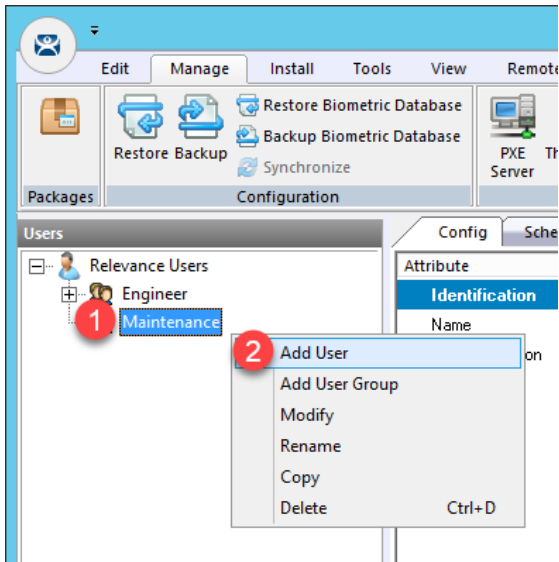 Edit Manage Install Tools View Remote
Restore Biometric Database
Backup Biometric Database
Synchronize
Restore Backup
PXE Server
Packages
Configuration
Users
Config
Relevance Users
Engineer
1 Maintenance
Attribute
Identification
Name
on
2 Add User
Add User Group
Modify
Rename
Copy
Delete Ctrl+D